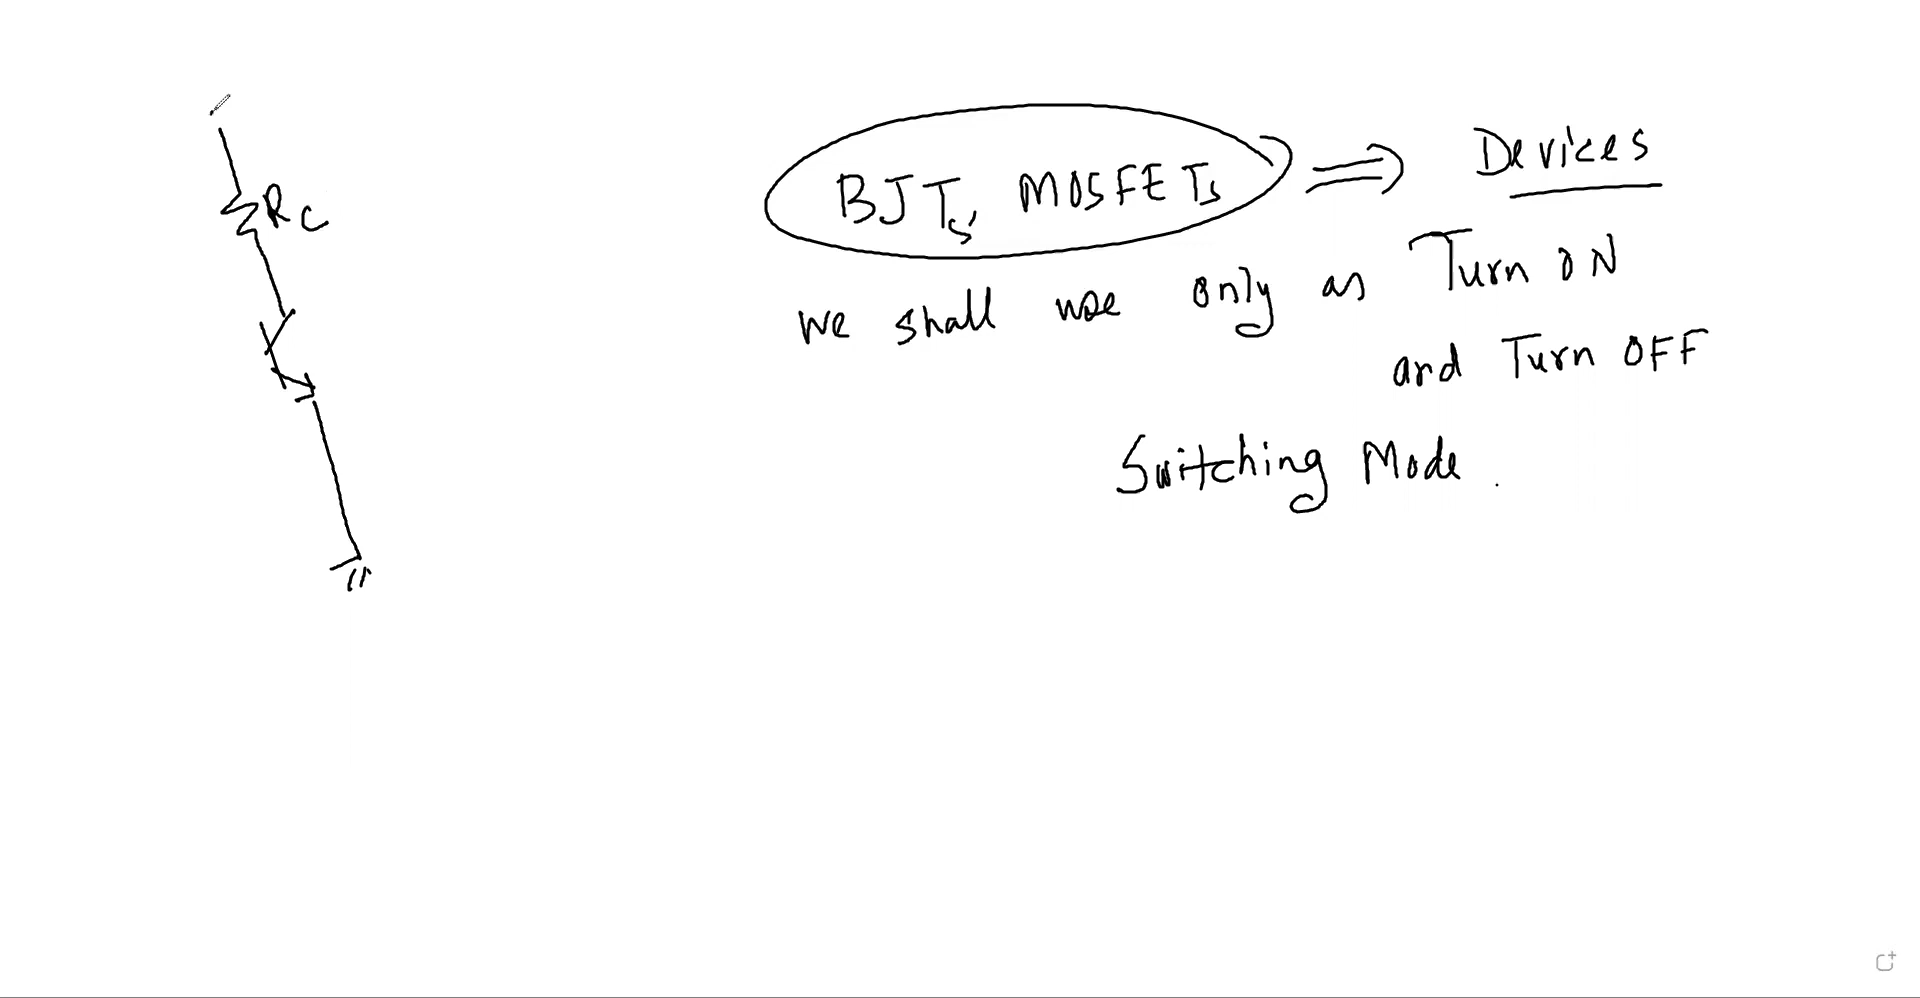 BJTs, MOSFETs ⇒ Devices
we shall use only as Turn ON
and Turn OFF
Switching Mode.
RC